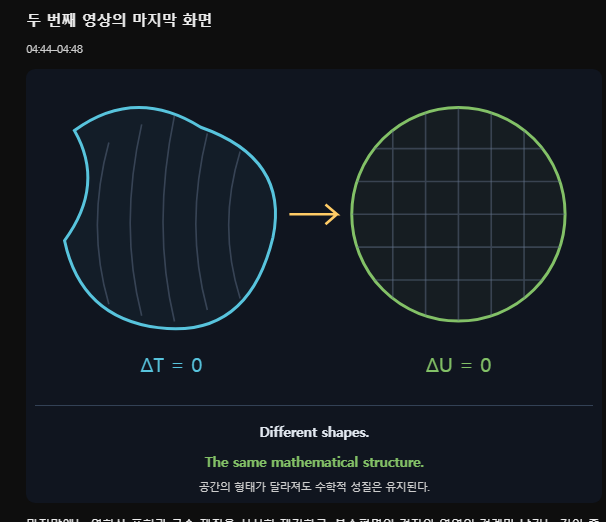 두 번째 영상의 마지막 화면
04:44–04:48
ΔT = 0
ΔU = 0
Different shapes.
The same mathematical structure.
공간의 형태가 달라져도 수학적 성질은 유지된다.